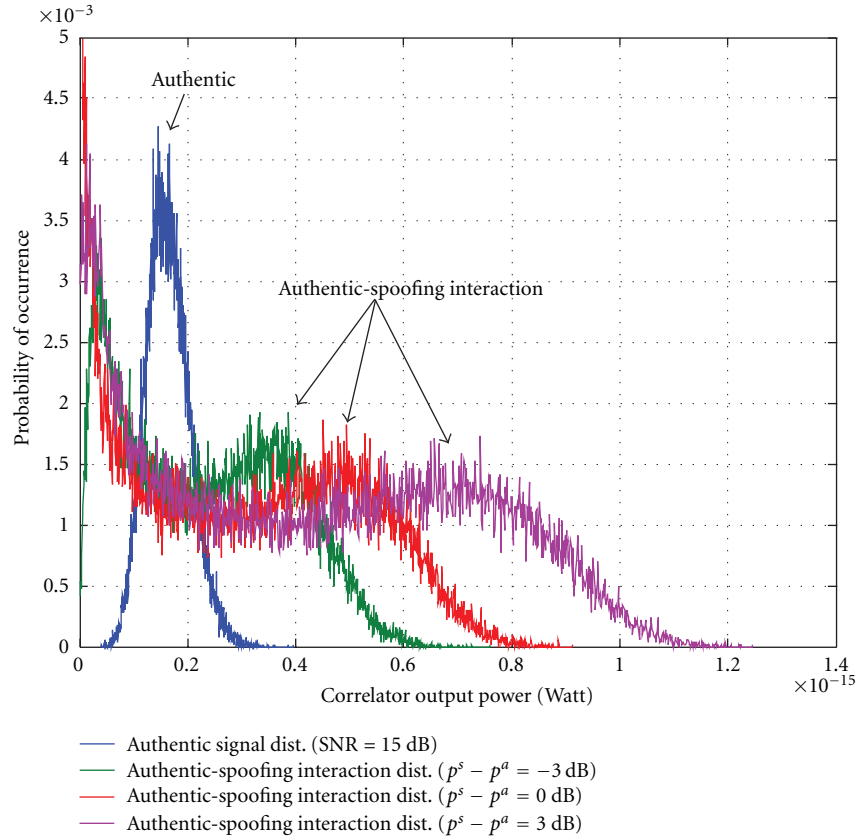 ×10⁻³
5
4.5
4
3.5
3
2.5
2
1.5
1
0.5
0
Probability of occurrence
Authentic
Authentic-spoofing interaction
0 0.2 0.4 0.6 0.8 1 1.2 1.4
×10⁻¹⁵
Correlator output power (Watt)
Authentic signal dist. (SNR = 15 dB)
Authentic-spoofing interaction dist. (pˢ − pᵃ = −3 dB)
Authentic-spoofing interaction dist. (pˢ − pᵃ = 0 dB)
Authentic-spoofing interaction dist. (pˢ − pᵃ = 3 dB)